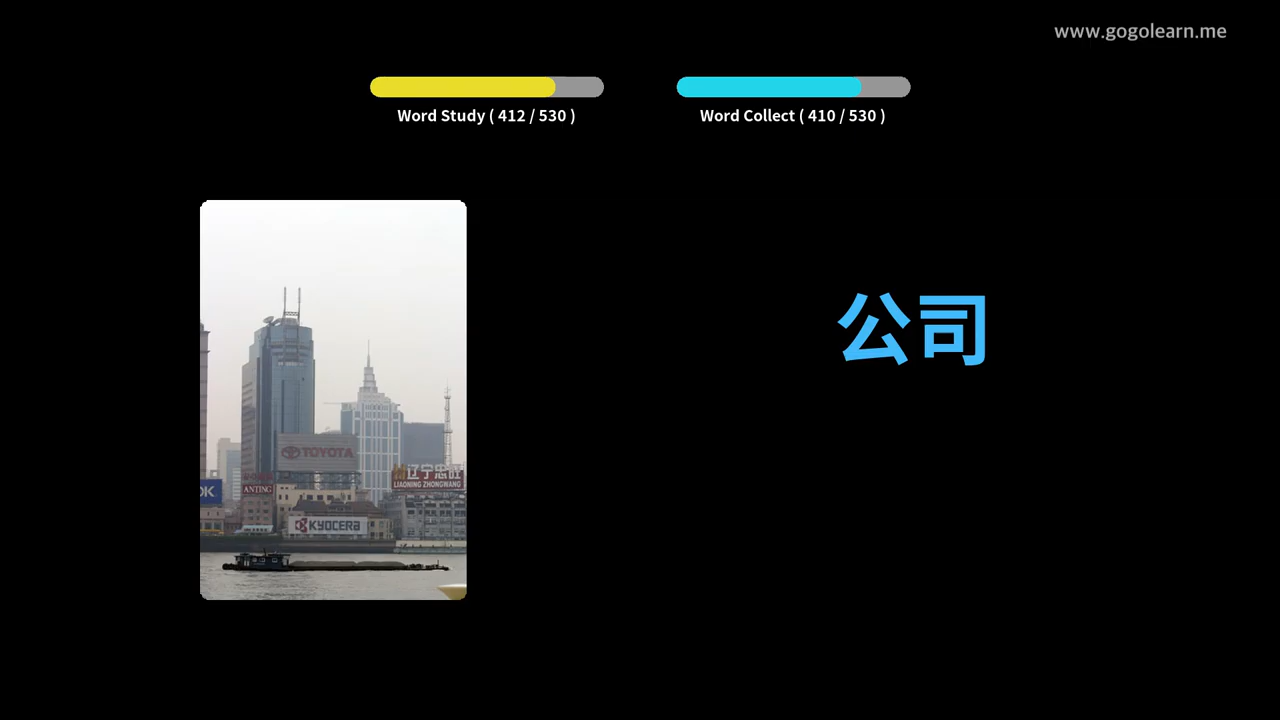 www.gogolearn.me
Word Study ( 412 / 530 )
Word Collect ( 410 / 530 )
公司
TOYOTA
辽宁忠旺
LIAONING ZHONGWANG
ANTING
KYOCERA